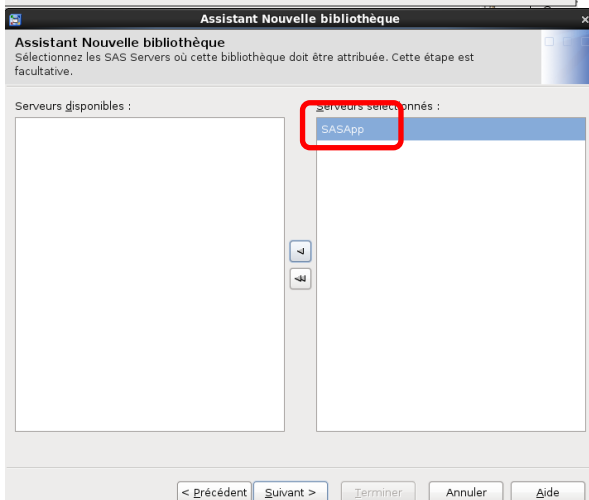 Assistant Nouvelle bibliothèque
Assistant Nouvelle bibliothèque
Sélectionnez les SAS Servers où cette bibliothèque doit être attribuée. Cette étape est
facultative.
Serveurs disponibles :
Serveurs sélectionnés :
SASApp
< Précédent
Suivant >
Terminer
Annuler
Aide